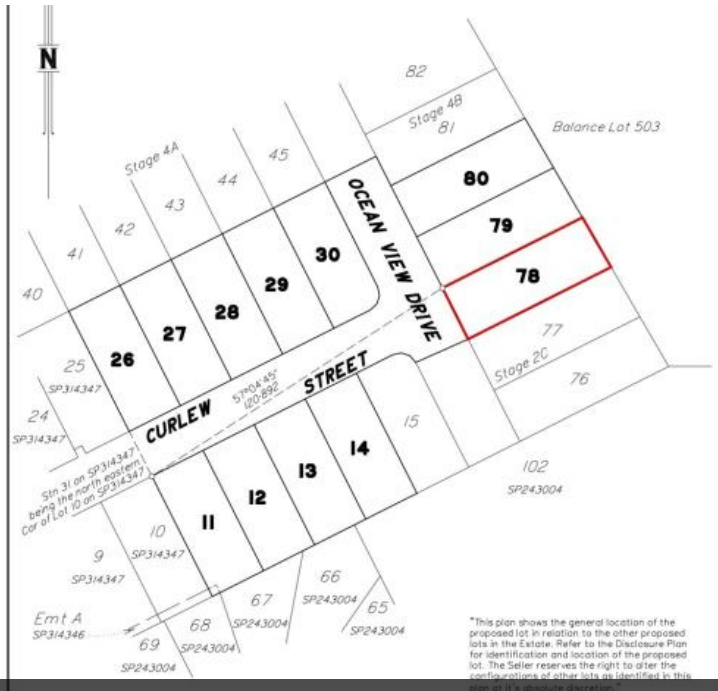 N
82
Stage 4B
81
Balance Lot 503
80
79
78
77
Stage 2C
76
OCEAN VIEW DRIVE
Stage 4A
45
44
43
42
41
40
30
29
28
27
26
25
SP314347
24
SP314347
CURLEW STREET
57°04'45"
120·892
Stn 31 on SP314347
being the north eastern
Cor of Lot 10 on SP314347
15
14
13
12
11
10
SP314347
9
SP314347
102
SP243004
Emt A
SP314346
69
SP243004
68
SP243004
67
SP243004
66
SP243004
65
SP243004
"This plan shows the general location of the
proposed lot in relation to the other proposed
lots in the Estate. Refer to the Disclosure Plan
for identification and location of the proposed
lot. The Seller reserves the right to alter the
configurations of other lots as identified in this
plan at it's absolute discretion."